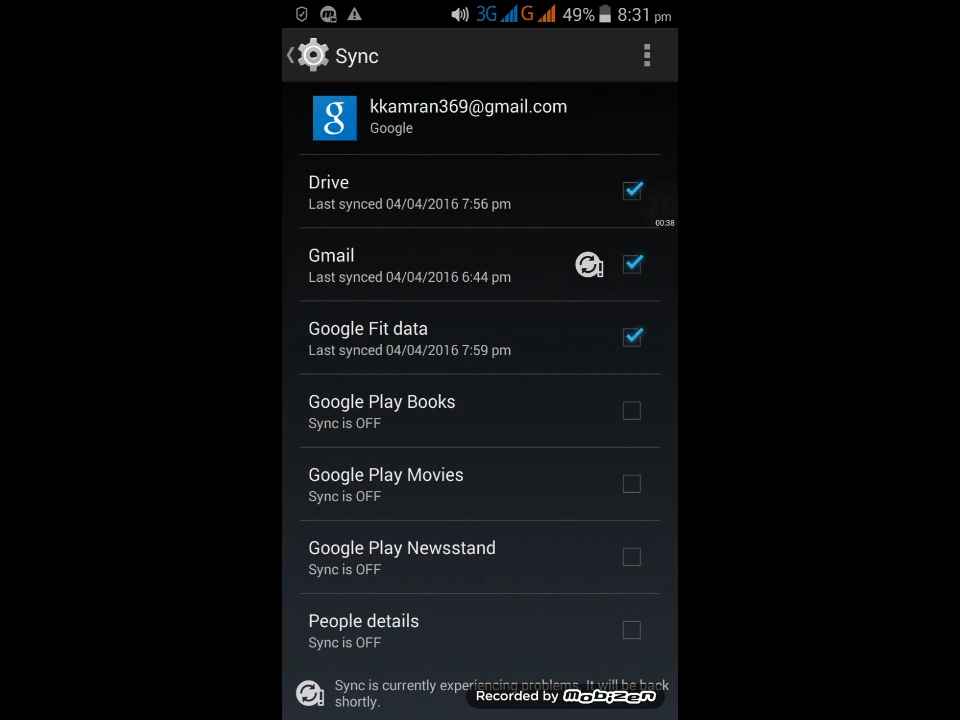 3G G 49% 8:31 pm
Sync
kkamran369@gmail.com
Google
Drive
Last synced 04/04/2016 7:56 pm
00:38
Gmail
Last synced 04/04/2016 6:44 pm
Google Fit data
Last synced 04/04/2016 7:59 pm
Google Play Books
Sync is OFF
Google Play Movies
Sync is OFF
Google Play Newsstand
Sync is OFF
People details
Sync is OFF
Sync is currently experiencing problems. It will be back
shortly.
Recorded by mobizen